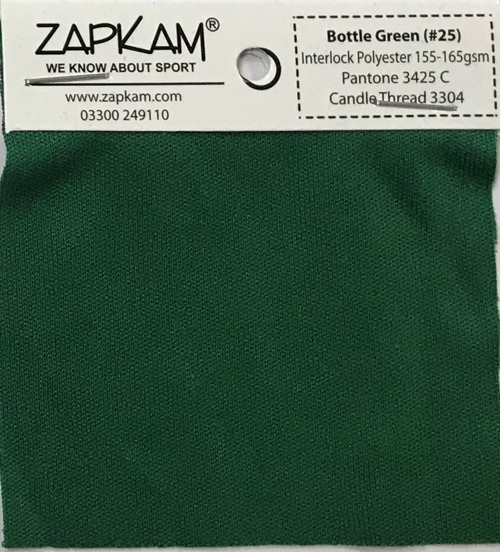 ZAPKAM®
WE KNOW ABOUT SPORT
www.zapkam.com
03300 249110
Bottle Green (#25)
Interlock Polyester 155-165gsm
Pantone 3425 C
Candle Thread 3304